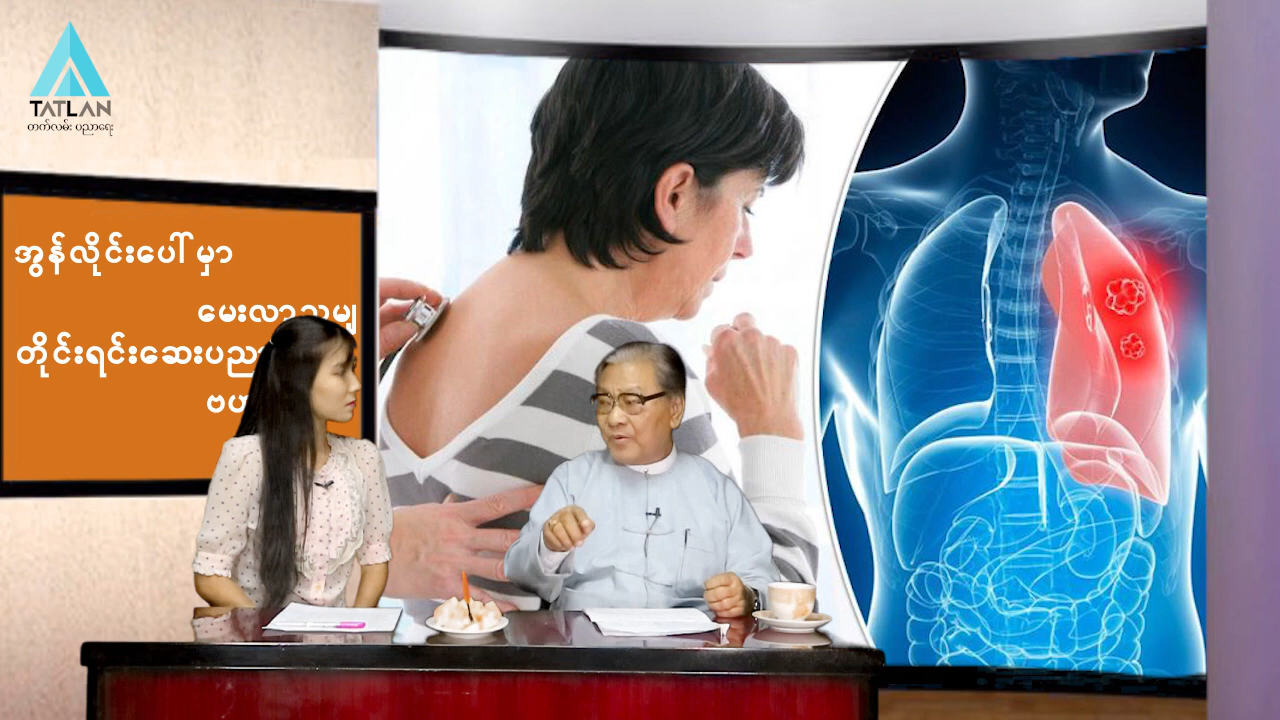 TATLAN
တက်လမ်း ပညာရေး
အွန်လိုင်းပေါ်မှာ
မေးလာသမျှ
တိုင်းရင်းဆေးပညာ